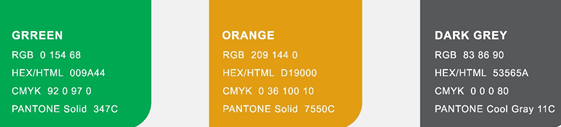 GRREEN
RGB 0 154 68
HEX/HTML 009A44
CMYK 92 0 97 0
PANTONE Solid 347C
ORANGE
RGB 209 144 0
HEX/HTML D19000
CMYK 0 36 100 10
PANTONE Solid 7550C
DARK GREY
RGB 83 86 90
HEX/HTML 53565A
CMYK 0 0 0 80
PANTONE Cool Gray 11C